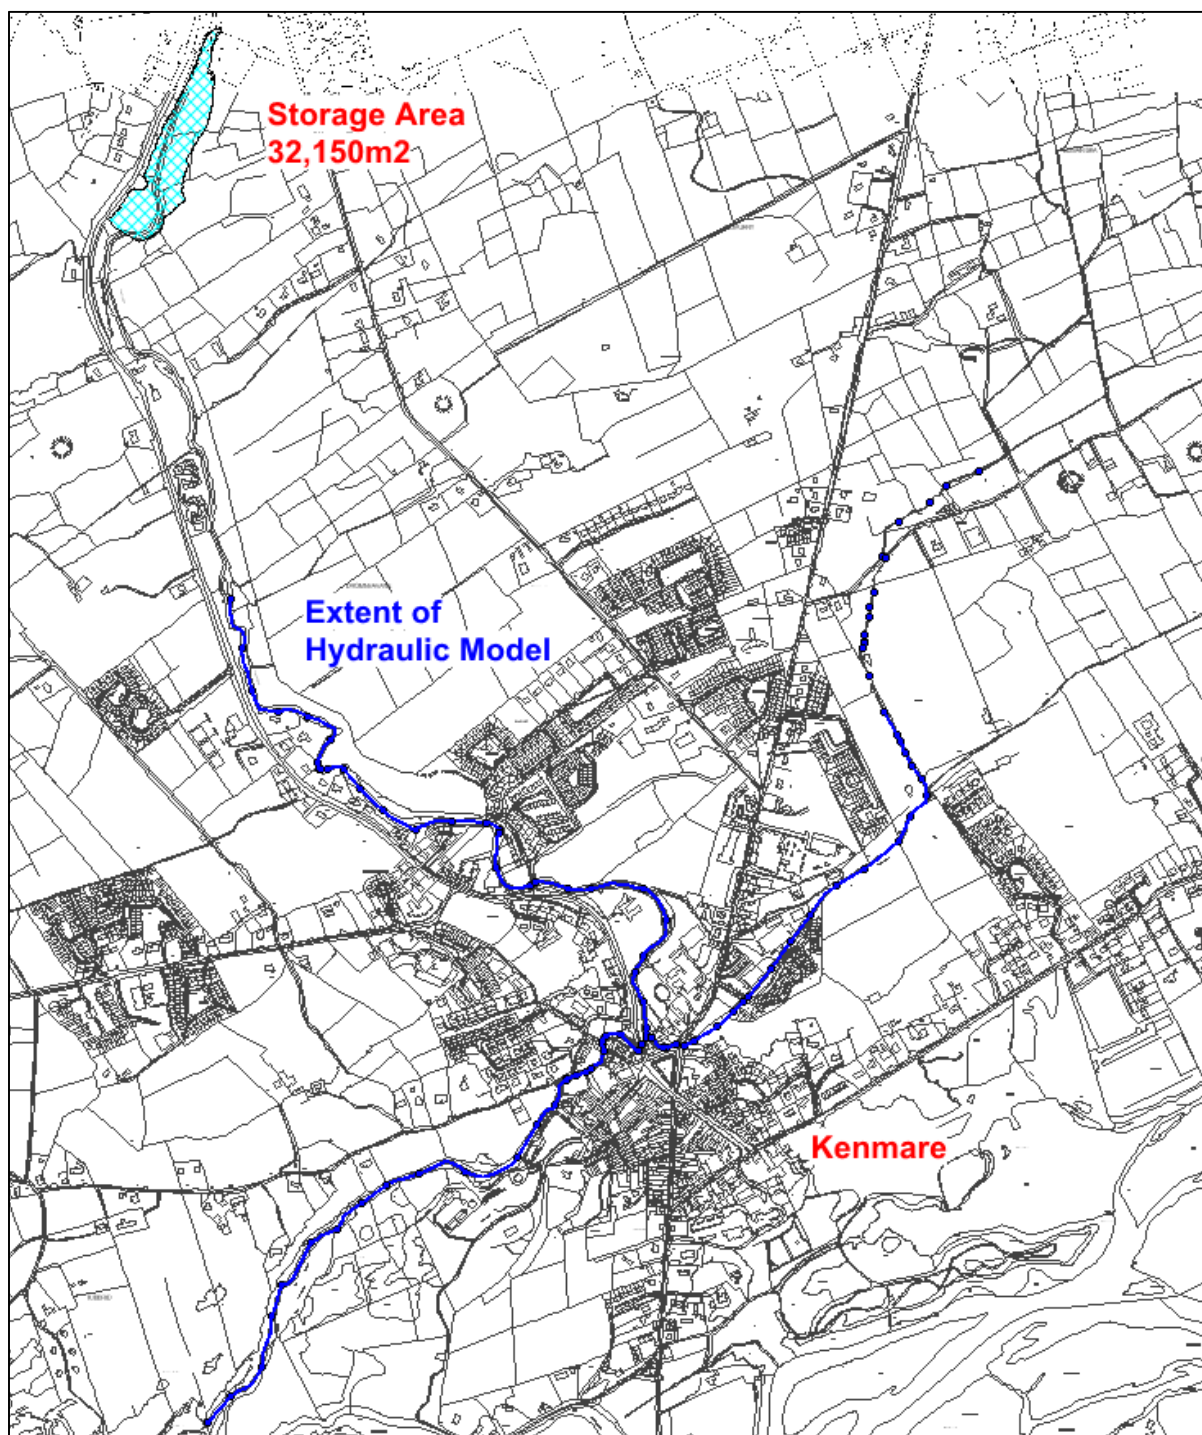 Storage Area
32,150m2
Extent of
Hydraulic Model
Kenmare